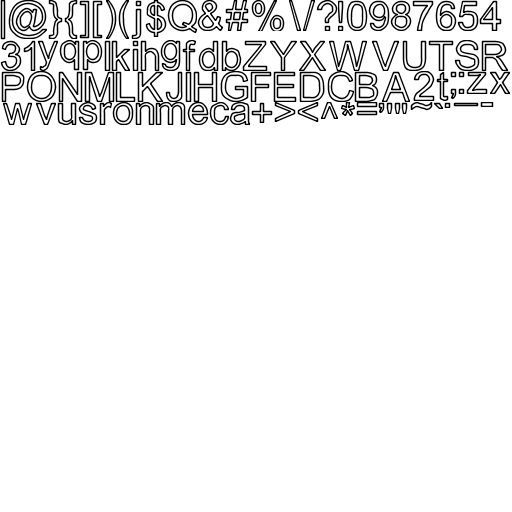 |@}{][)(j$Q&#%\/?!0987654
31yqplkihgfdbZYXWVUTSR
PONMLKJIHGFEDCBA2t;:zx
wvusronmeca+><^*='"~`._-